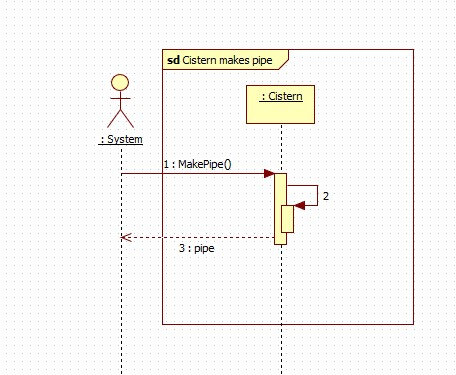 sd Cistern makes pipe
: Cistern
: System
1 : MakePipe()
2
3 : pipe